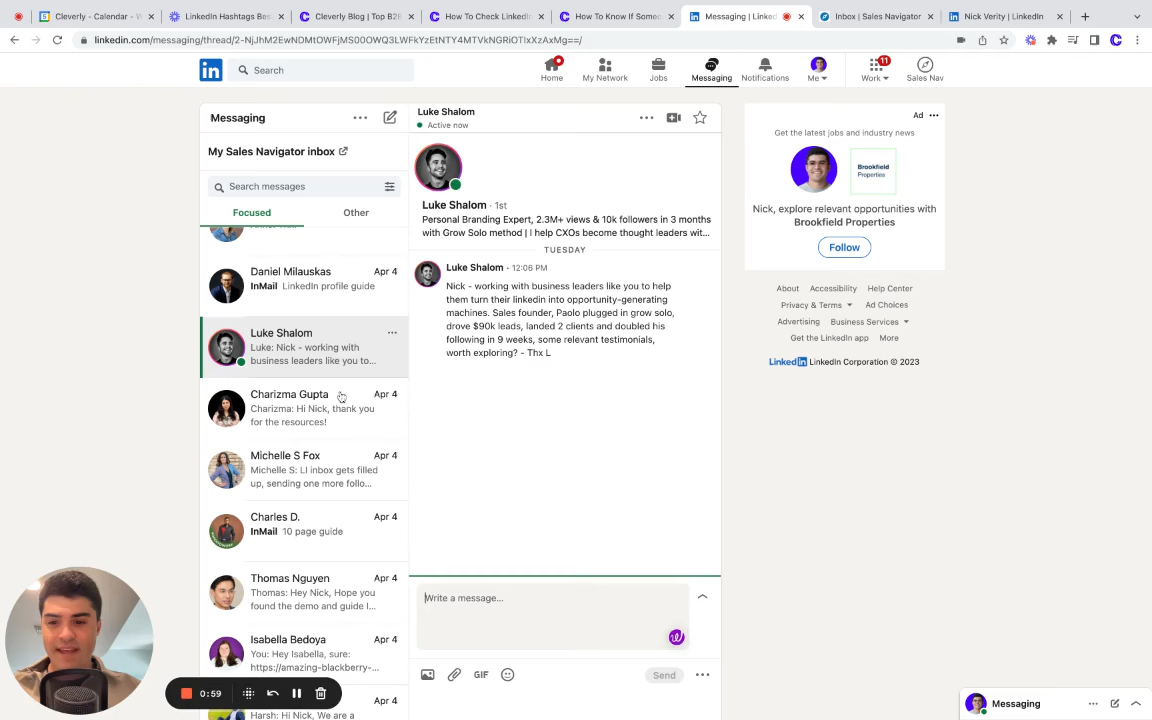 Cleverly - Calendar - W
LinkedIn Hashtags Bes
Cleverly Blog | Top B2B
How To Check LinkedIn
How To Know If Someo
Messaging | Linked
Inbox | Sales Navigator
Nick Verity | LinkedIn
linkedin.com/messaging/thread/2-NjJhM2EwNDMtOWFjMS00OWQ3LWFkYzEtNTY4MTVkNGRiOTIxXzAxMg==/
in
Search
Home
My Network
Jobs
Messaging
Notifications
Me
11
Work
Sales Nav
Messaging
My Sales Navigator inbox
Search messages
Focused
Other
Daniel Milauskas
Apr 4
InMail LinkedIn profile guide
Luke Shalom
Luke: Nick - working with
business leaders like you to...
Charizma Gupta
Apr 4
Charizma: Hi Nick, thank you
for the resources!
Michelle S Fox
Apr 4
Michelle S: LI inbox gets filled
up, sending one more follo...
Charles D.
Apr 4
InMail 10 page guide
Thomas Nguyen
Apr 4
Thomas: Hey Nick, Hope you
found the demo and guide I...
Isabella Bedoya
Apr 4
You: Hey Isabella, sure:
https://amazing-blackberry-...
Apr 4
Harsh: Hi Nick, We are a
Luke Shalom
Active now
Luke Shalom · 1st
Personal Branding Expert, 2.3M+ views & 10k followers in 3 months
with Grow Solo method | I help CXOs become thought leaders wit...
TUESDAY
Luke Shalom · 12:06 PM
Nick - working with business leaders like you to help
them turn their linkedin into opportunity-generating
machines. Sales founder, Paolo plugged in grow solo,
drove $90k leads, landed 2 clients and doubled his
following in 9 weeks, some relevant testimonials,
worth exploring? - Thx L
Write a message...
GIF
Send
Ad
Get the latest jobs and industry news
Brookfield
Properties
Nick, explore relevant opportunities with
Brookfield Properties
Follow
About Accessibility Help Center
Privacy & Terms Ad Choices
Advertising Business Services
Get the LinkedIn app More
LinkedIn LinkedIn Corporation © 2023
0:59
Messaging